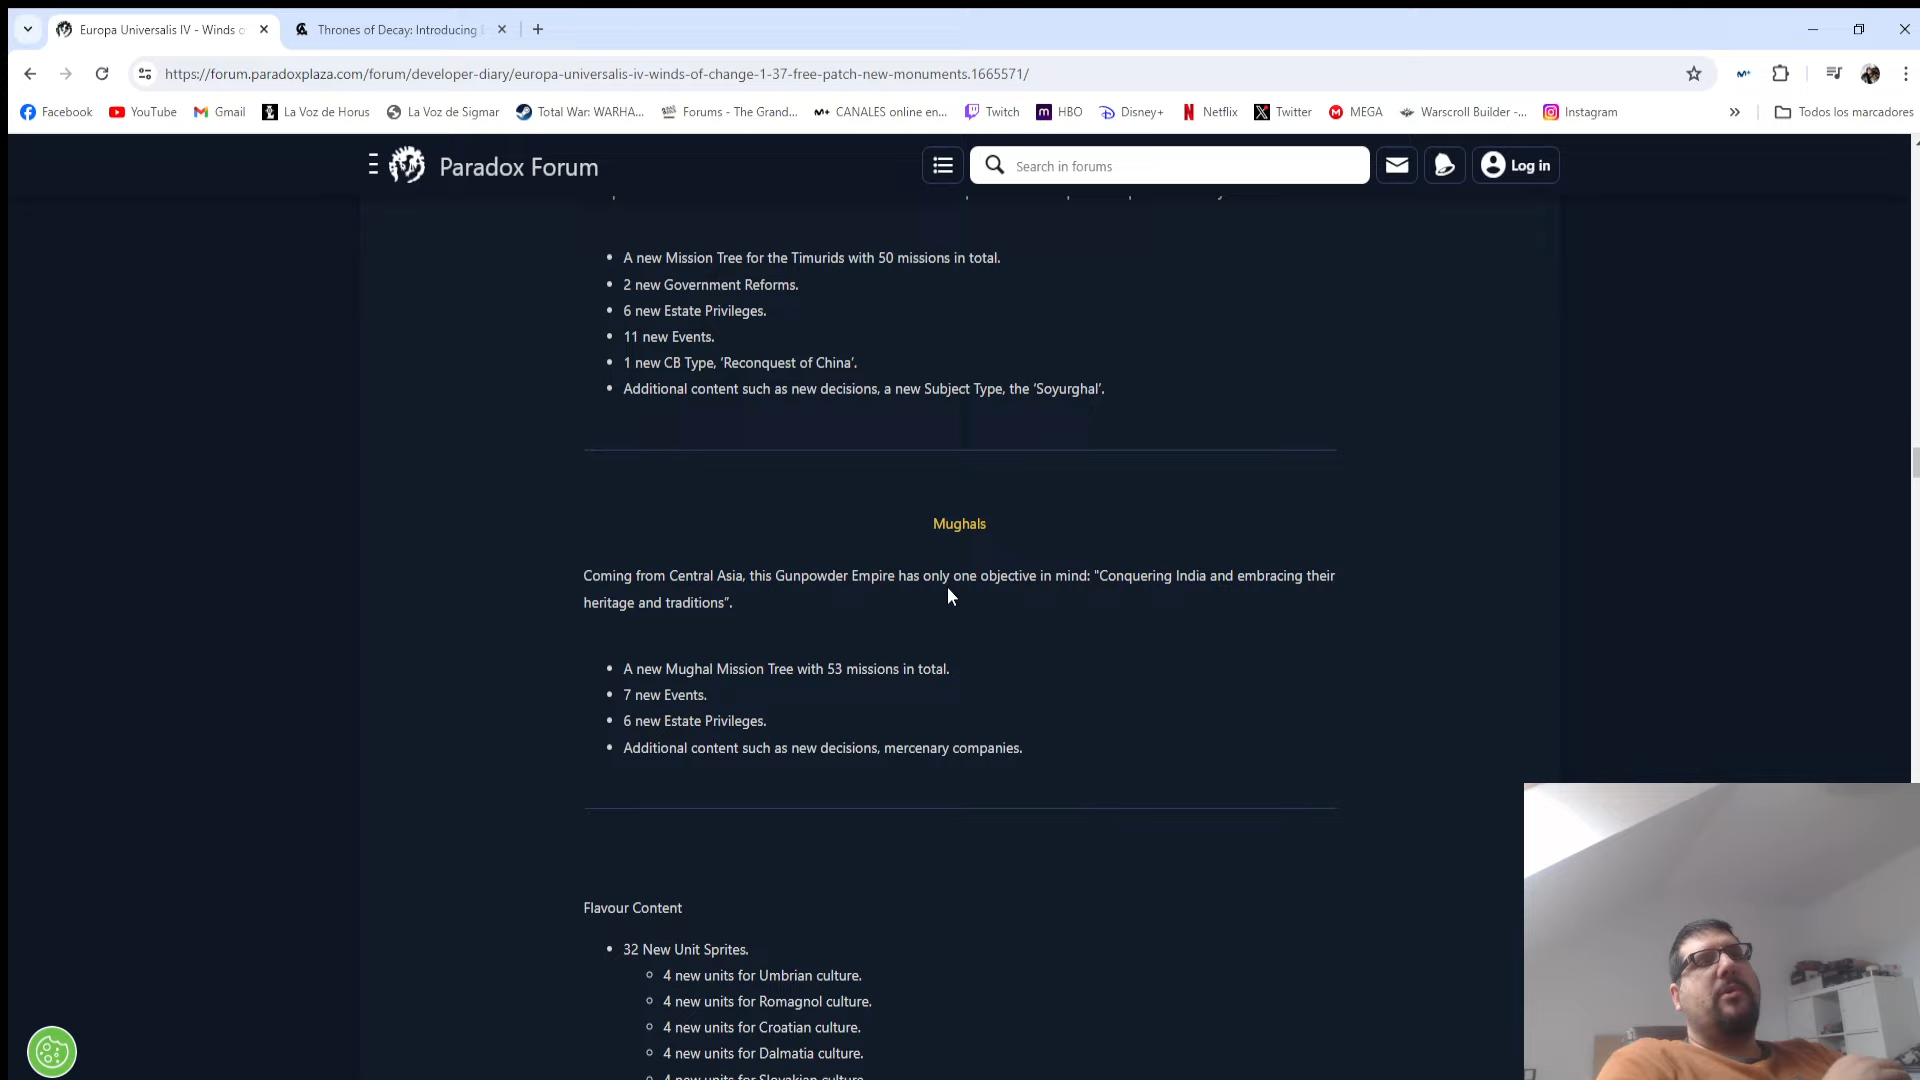 Europa Universalis IV - Winds o
Thrones of Decay: Introducing E
https://forum.paradoxplaza.com/forum/developer-diary/europa-universalis-iv-winds-of-change-1-37-free-patch-new-monuments.1665571/
Facebook YouTube Gmail La Voz de Horus La Voz de Sigmar Total War: WARHA... Forums - The Grand... CANALES online en... Twitch HBO Disney+ Netflix Twitter MEGA Warscroll Builder -... Instagram » Todos los marcadores
Paradox Forum
Search in forums
Log in
• A new Mission Tree for the Timurids with 50 missions in total.
• 2 new Government Reforms.
• 6 new Estate Privileges.
• 11 new Events.
• 1 new CB Type, ‘Reconquest of China’.
• Additional content such as new decisions, a new Subject Type, the ‘Soyurghal’.
Mughals
Coming from Central Asia, this Gunpowder Empire has only one objective in mind: "Conquering India and embracing their
heritage and traditions”.
• A new Mughal Mission Tree with 53 missions in total.
• 7 new Events.
• 6 new Estate Privileges.
• Additional content such as new decisions, mercenary companies.
Flavour Content
• 32 New Unit Sprites.
○ 4 new units for Umbrian culture.
○ 4 new units for Romagnol culture.
○ 4 new units for Croatian culture.
○ 4 new units for Dalmatia culture.
○ 4 new units for Slovakian culture.